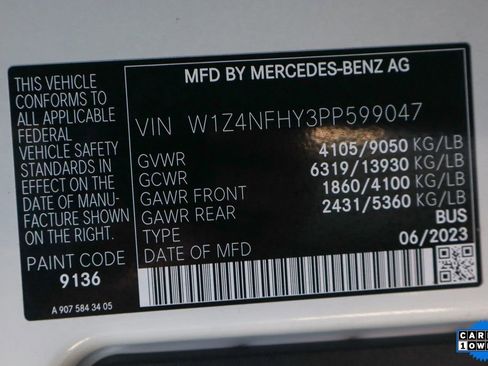 MFD BY MERCEDES-BENZ AG
THIS VEHICLE
CONFORMS TO
ALL APPLICABLE
FEDERAL MOTOR
VEHICLE SAFETY
STANDARDS IN
EFFECT ON THE
DATE OF MANU-
FACTURE SHOWN
ON THE RIGHT.
PAINT CODE
9136
A 907 584 34 05
VIN W1Z4NFHY3PP599047
GVWR 4105/9050 KG/LB
GCWR 6319/13930 KG/LB
GAWR FRONT 1860/4100 KG/LB
GAWR REAR 2431/5360 KG/LB
TYPE BUS
DATE OF MFD 06/2023